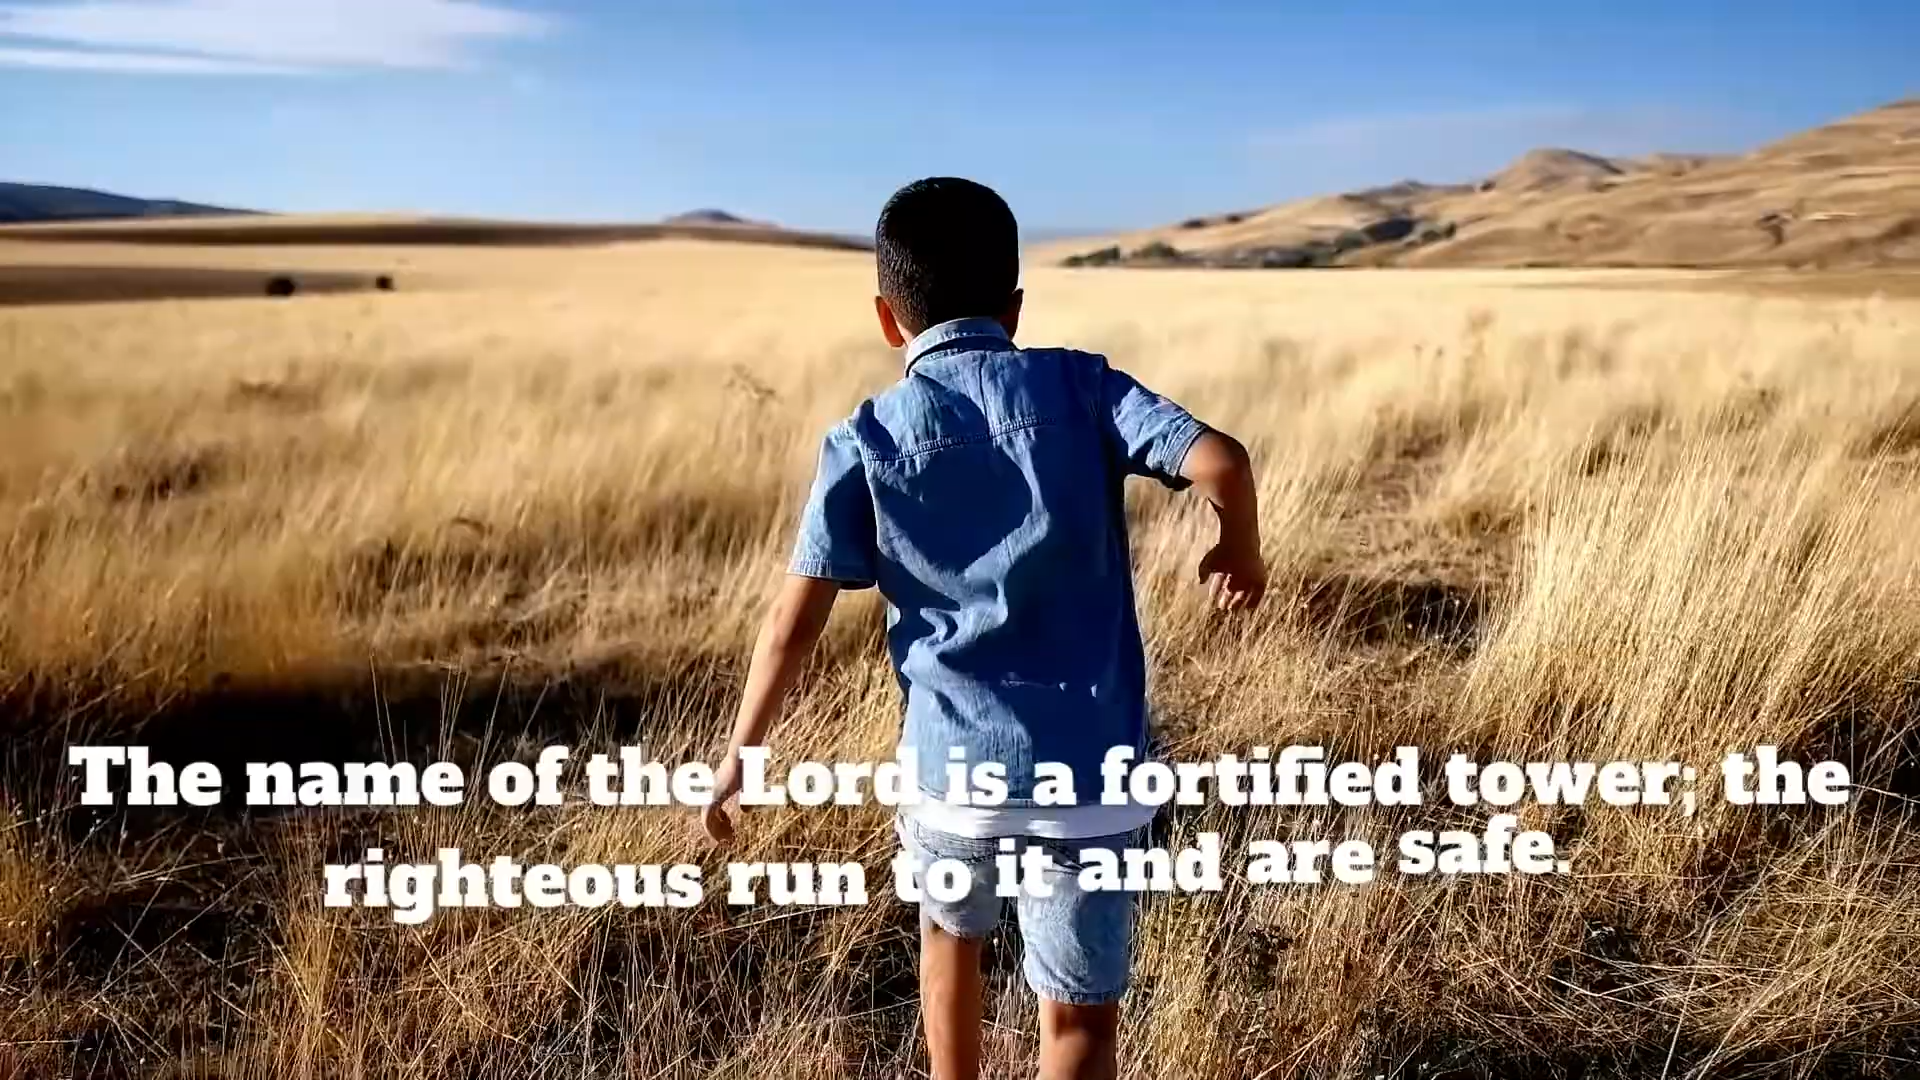 The name of the Lord is a fortified tower; the
righteous run to it and are safe.